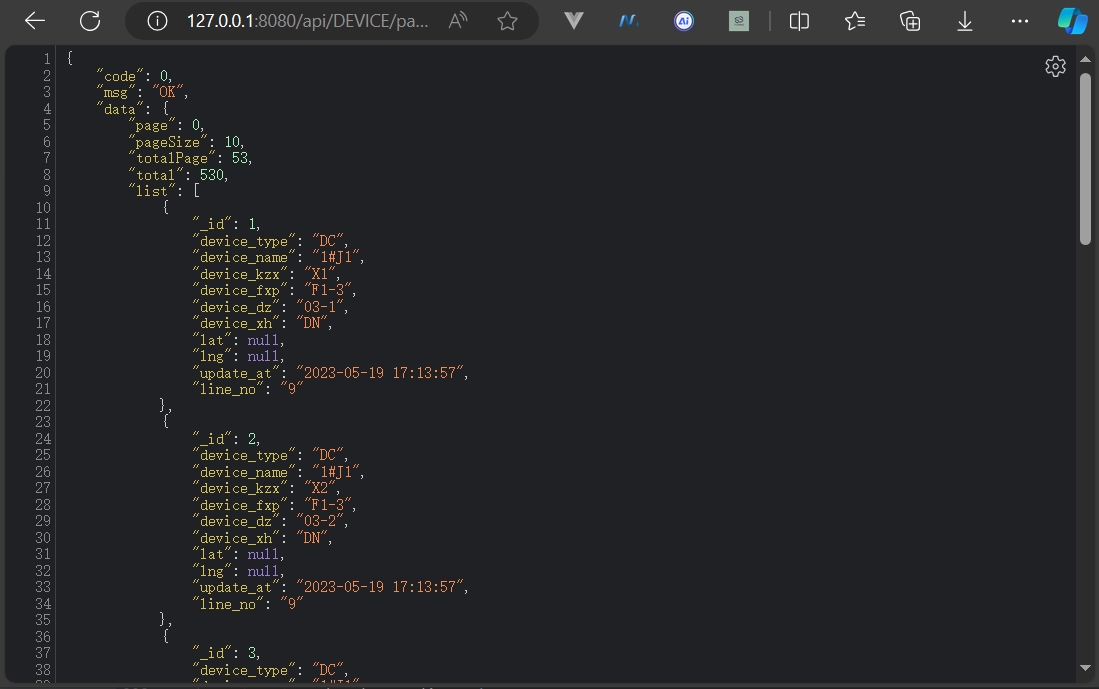 127.0.0.1:8080/api/DEVICE/pa...
1 {
2 "code": 0,
3 "msg": "OK",
4 "data": {
5 "page": 0,
6 "pageSize": 10,
7 "totalPage": 53,
8 "total": 530,
9 "list": [
10 {
11 "_id": 1,
12 "device_type": "DC",
13 "device_name": "1#J1",
14 "device_kzx": "X1",
15 "device_fxp": "F1-3",
16 "device_dz": "03-1",
17 "device_xh": "DN",
18 "lat": null,
19 "lng": null,
20 "update_at": "2023-05-19 17:13:57",
21 "line_no": "9"
22 },
23 {
24 "_id": 2,
25 "device_type": "DC",
26 "device_name": "1#J1",
27 "device_kzx": "X2",
28 "device_fxp": "F1-3",
29 "device_dz": "03-2",
30 "device_xh": "DN",
31 "lat": null,
32 "lng": null,
33 "update_at": "2023-05-19 17:13:57",
34 "line_no": "9"
35 },
36 {
37 "_id": 3,
38 "device_type": "DC",